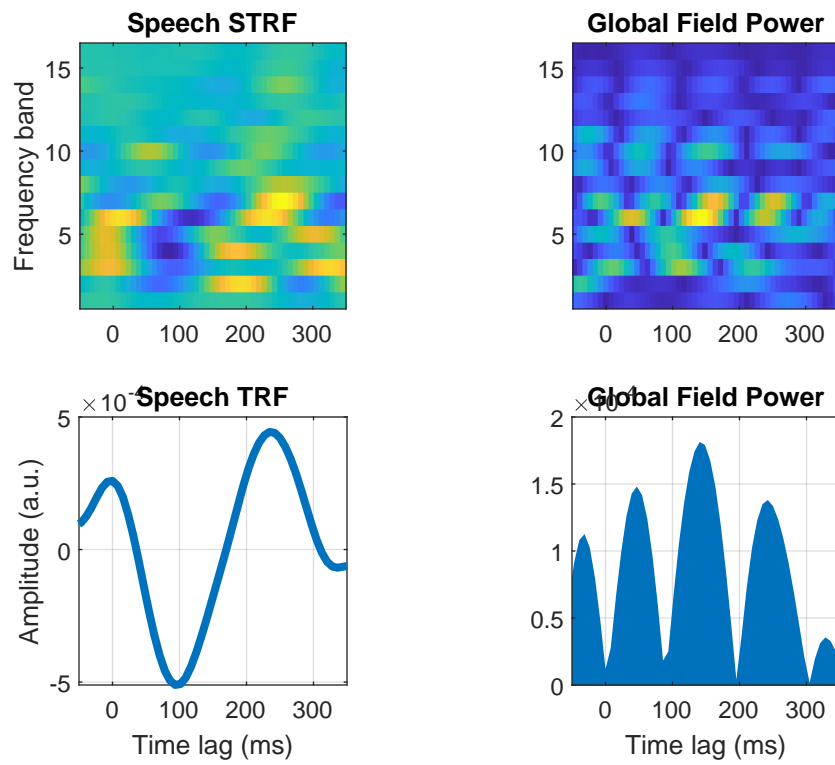 Speech STRF
Frequency band
15
10
5
0 100 200 300
Global Field Power
15
10
5
0 100 200 300
Speech TRF
× 10⁻⁴
Amplitude (a.u.)
5
0
-5
0 100 200 300
Time lag (ms)
Global Field Power
2
1.5
1
0.5
0
0 100 200 300
Time lag (ms)